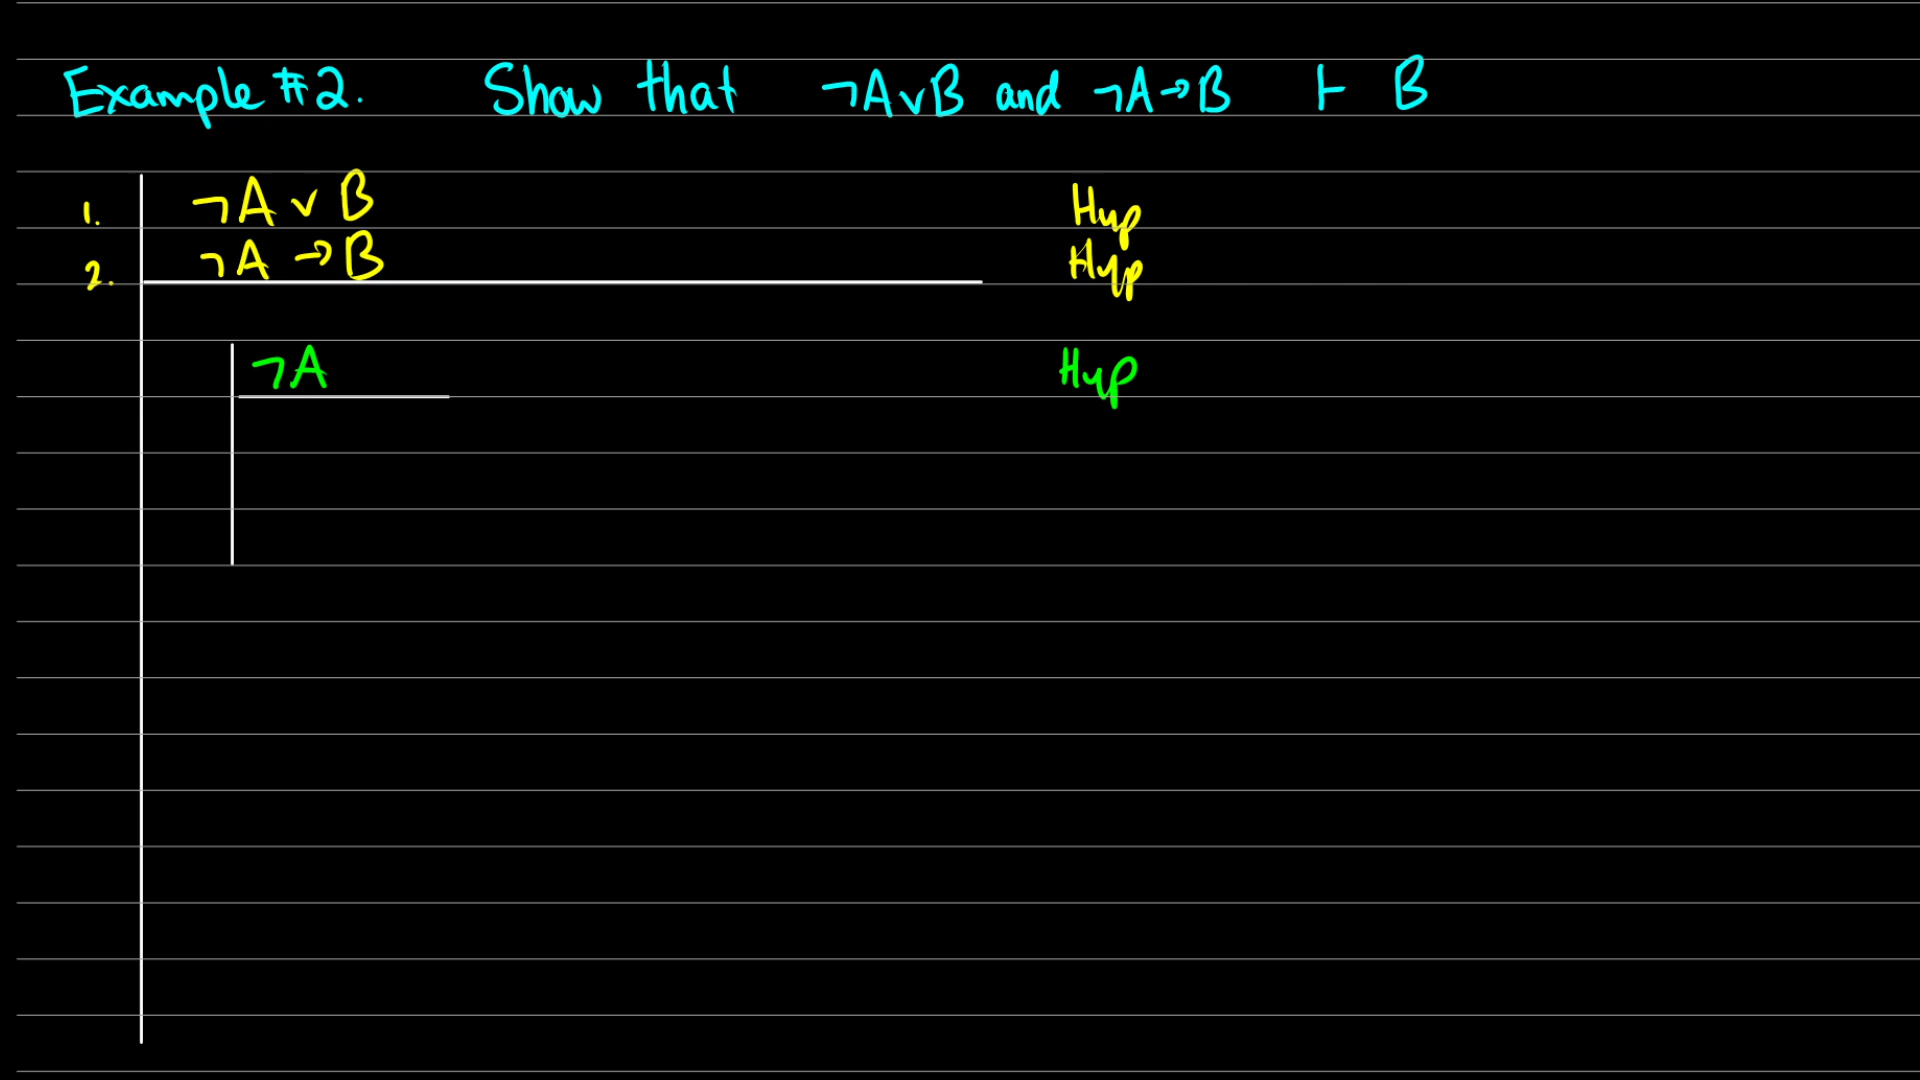 Example #2. Show that ¬A∨B and ¬A→B ⊢ B
1. ¬A ∨ B Hyp
2. ¬A → B Hyp
¬A Hyp